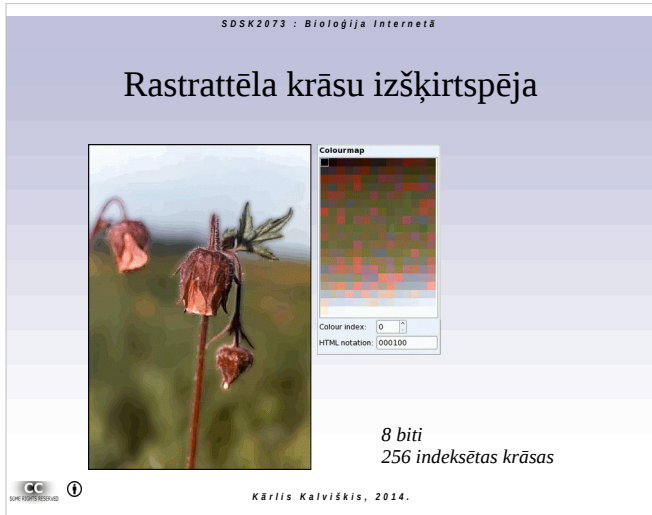 SDSK2073 : Bioloģija Internetā
Rastrattēla krāsu izšķirtspēja
Colourmap
Colour index: 0
HTML notation: 000100
8 biti
256 indeksētas krāsas
CC
SOME RIGHTS RESERVED
Kārlis Kalviškis, 2014.